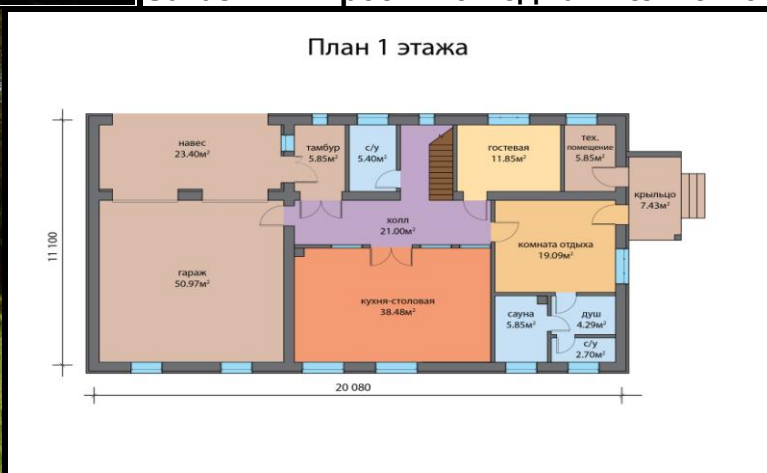 План 1 этажа
навес
23.40м²
тамбур
5.85м²
с/у
5.40м²
гостевая
11.85м²
тех.
помещение
5.85м²
крыльцо
7.43м²
холл
21.00м²
комната отдыха
19.09м²
11 100
гараж
50.97м²
кухня-столовая
38.48м²
сауна
5.85м²
душ
4.29м²
с/у
2.70м²
20 080